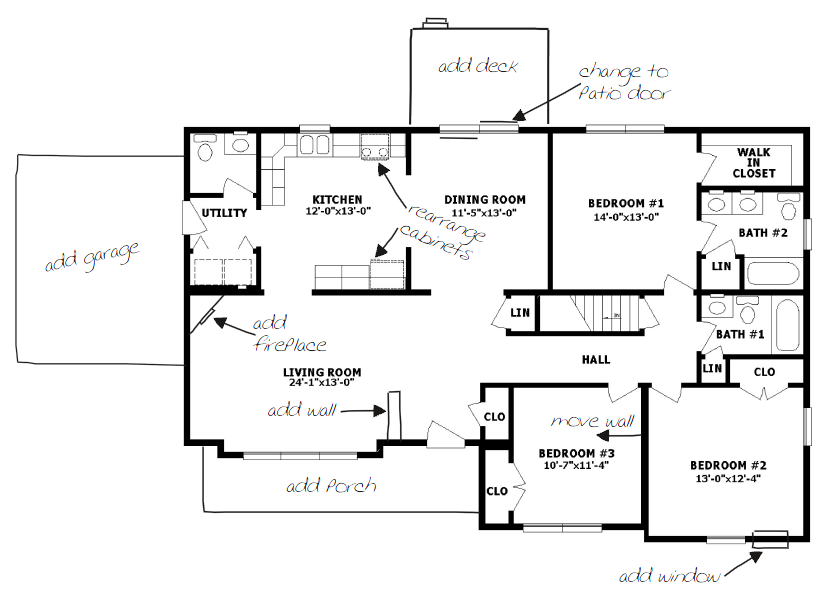 add deck
change to
Patio door
WALK
IN
CLOSET
KITCHEN
12'-0"x13'-0"
DINING ROOM
11'-5"x13'-0"
BEDROOM #1
14'-0"x13'-0"
UTILITY
rearrange
cabinets
BATH #2
add garage
LIN
LIN
add
fireplace
BATH #1
HALL
LIN
CLO
LIVING ROOM
24'-1"x13'-0"
add wall
CLO
move wall
BEDROOM #3
10'-7"x11'-4"
BEDROOM #2
13'-0"x12'-4"
add Porch
CLO
add window